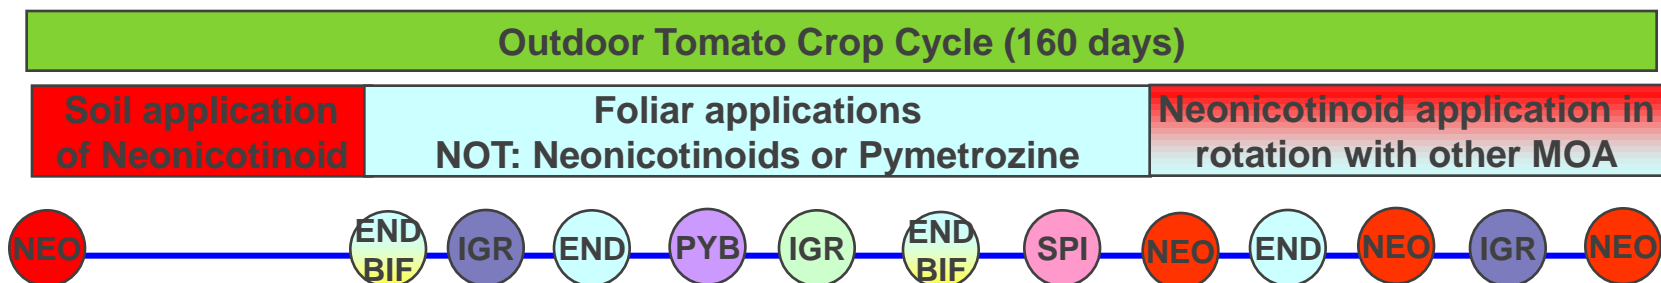 Outdoor Tomato Crop Cycle (160 days)
Soil application
of Neonicotinoid
Foliar applications
NOT: Neonicotinoids or Pymetrozine
Neonicotinoid application in
rotation with other MOA
NEO
END
BIF
IGR
END
PYB
IGR
END
BIF
SPI
NEO
END
NEO
IGR
NEO